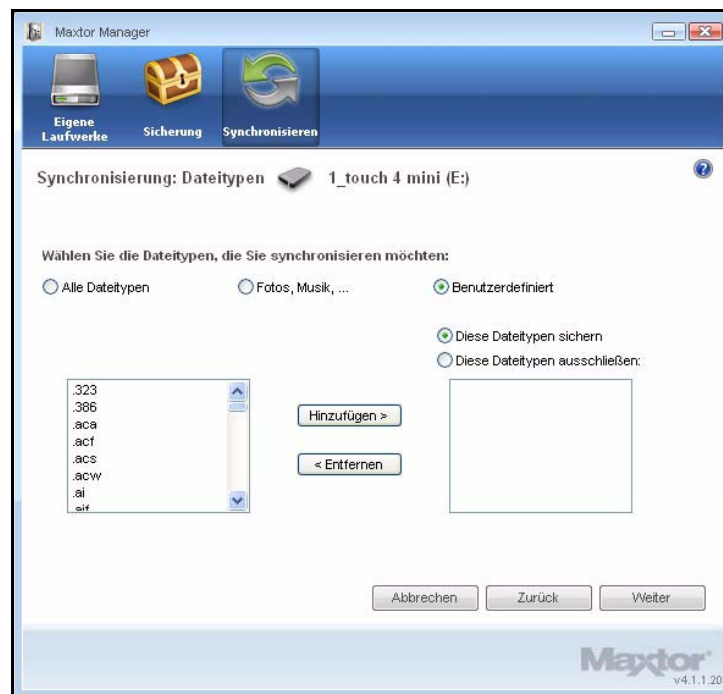 Maxtor Manager
Eigene Laufwerke
Sicherung
Synchronisieren
Synchronisierung: Dateitypen 1_touch 4 mini (E:)
Wählen Sie die Dateitypen, die Sie synchronisieren möchten:
Alle Dateitypen
Fotos, Musik, ...
Benutzerdefiniert
Diese Dateitypen sichern
Diese Dateitypen ausschließen:
.323
.386
.aca
.acf
.acs
.acw
.ai
.aif
Hinzufügen >
< Entfernen
Abbrechen
Zurück
Weiter
Maxtor
v4.1.1.20